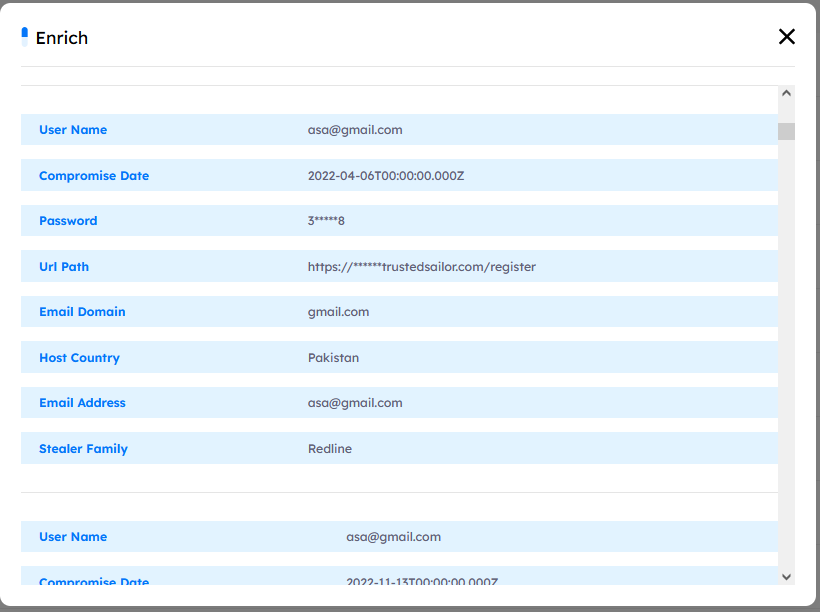 Enrich
User Name asa@gmail.com
Compromise Date 2022-04-06T00:00:00.000Z
Password 3*****8
Url Path https://******trustedsailor.com/register
Email Domain gmail.com
Host Country Pakistan
Email Address asa@gmail.com
Stealer Family Redline
User Name asa@gmail.com
Compromise Date 2022-11-13T00:00:00.000Z